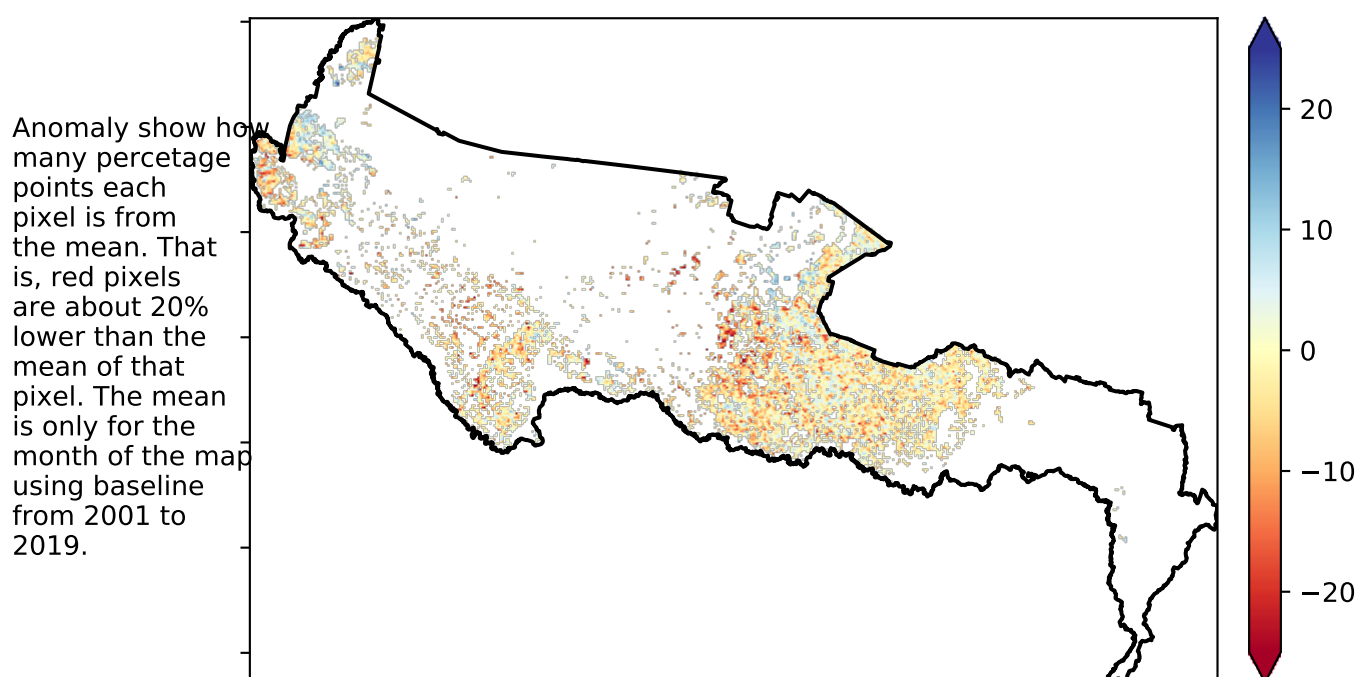 Anomaly show how
many percetage
points each
pixel is from
the mean. That
is, red pixels
are about 20%
lower than the
mean of that
pixel. The mean
is only for the
month of the map
using baseline
from 2001 to
2019.
20
10
0
−10
−20